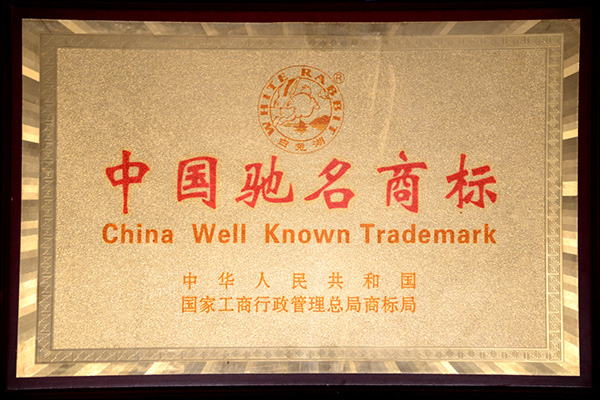 WHITE RABBIT®
白兔湖
中国驰名商标
China Well Known Trademark
中华人民共和国
国家工商行政管理总局商标局